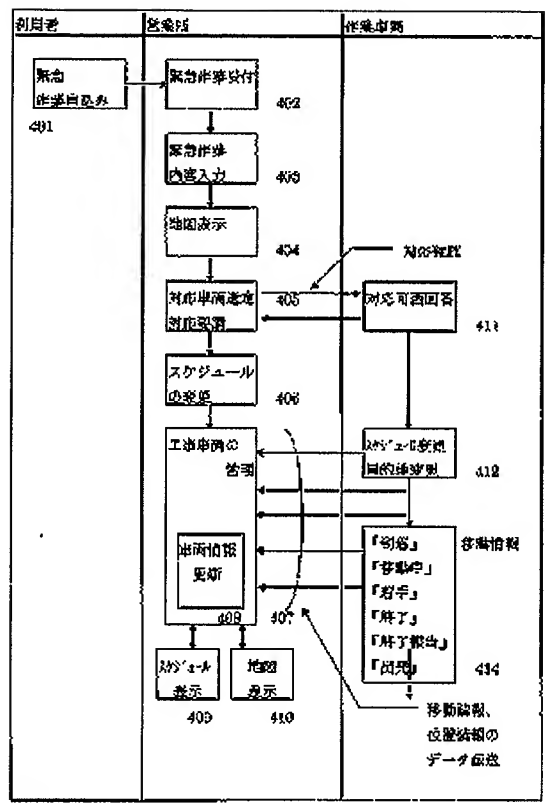 利用者
営業所
作業車両
緊急
作業申込み
401
緊急作業受付
402
緊急作業
内容入力
403
地図表示
404
対応車両選定
対応要請
405
対応可否回答
411
スケジュール
の変更
406
工事車両の
管理
車両情報
更新
408
407
スケジュール変更
目的地変更
412
『到着』
『移動中』
『着手』
『終了』
『終了報告』
『出発』
移動情報
414
スケジュール
表示
409
地図
表示
410
移動情報、
位置情報の
データ伝送